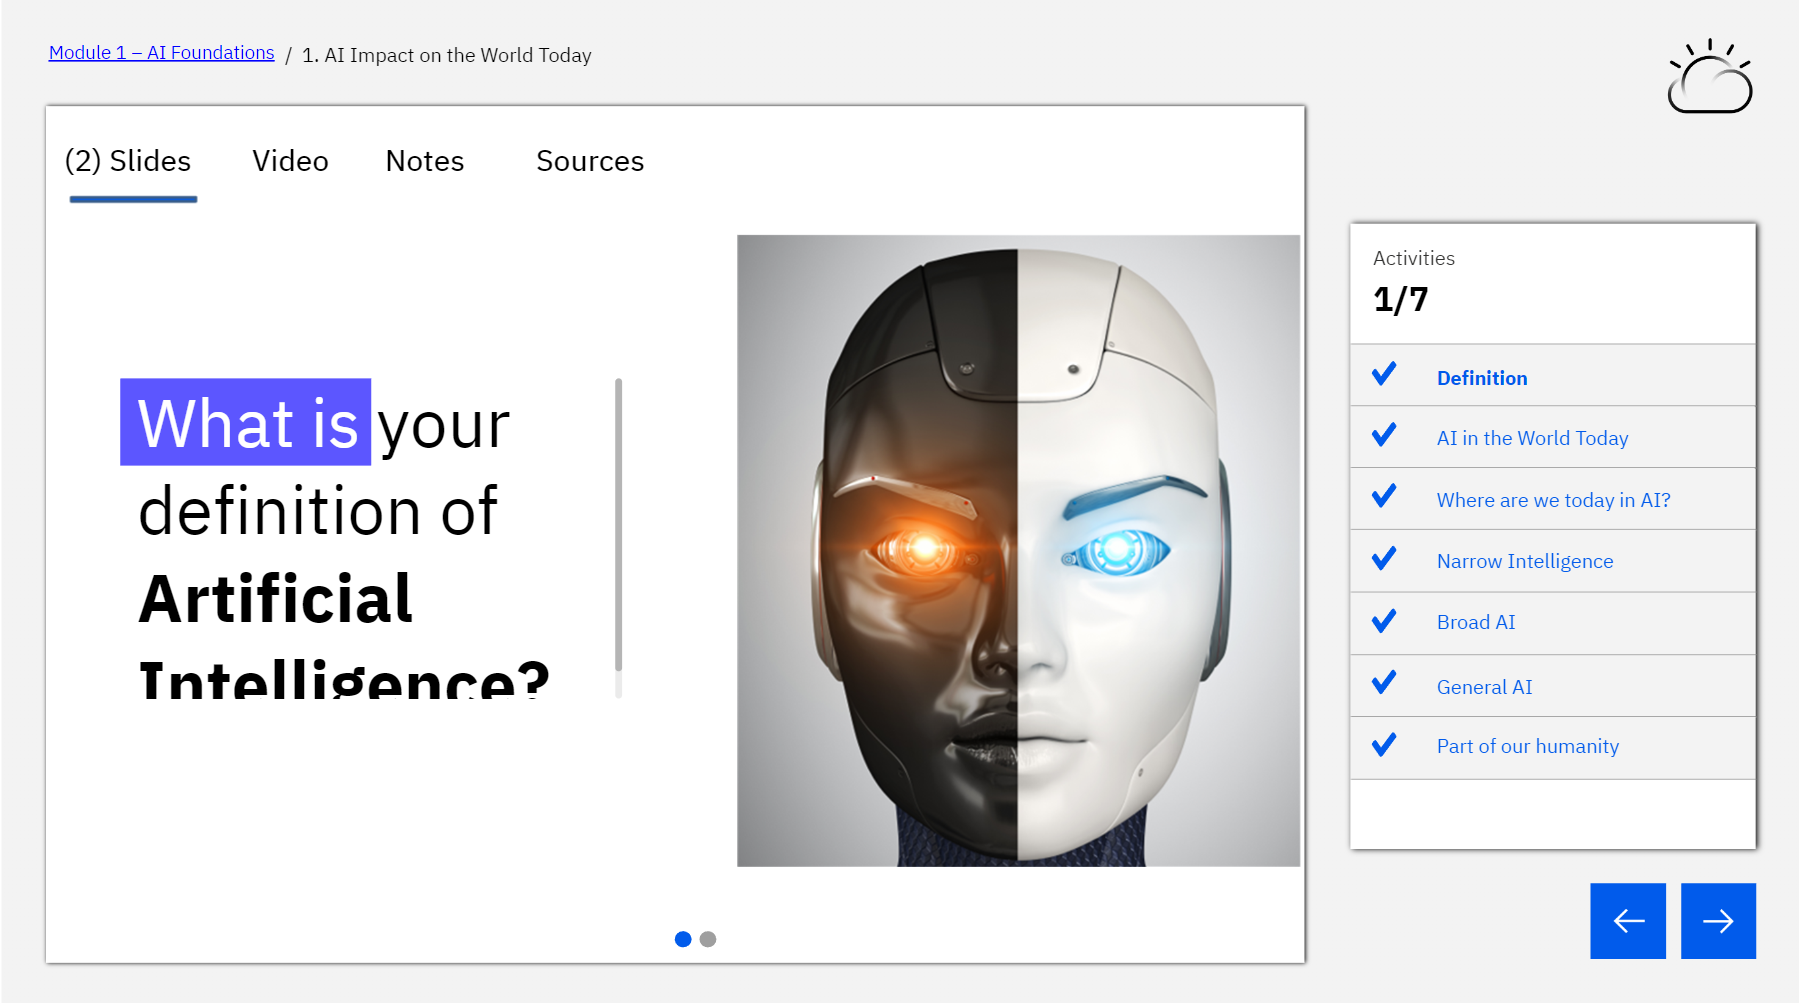 Module 1 – AI Foundations / 1. AI Impact on the World Today
(2) Slides Video Notes Sources
What is your
definition of
Artificial
Intelligence?
Activities
1/7
Definition
AI in the World Today
Where are we today in AI?
Narrow Intelligence
Broad AI
General AI
Part of our humanity